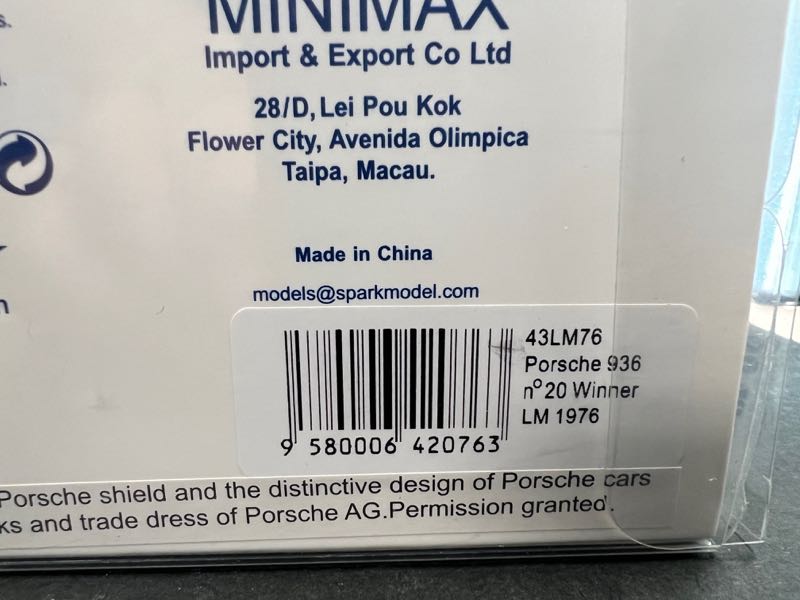 MINIMAX
Import & Export Co Ltd
28/D, Lei Pou Kok
Flower City, Avenida Olimpica
Taipa, Macau.
Made in China
models@sparkmodel.com
43LM76
Porsche 936
nº20 Winner
LM 1976
9 580006 420763
Porsche shield and the distinctive design of Porsche cars
ks and trade dress of Porsche AG.Permission granted.